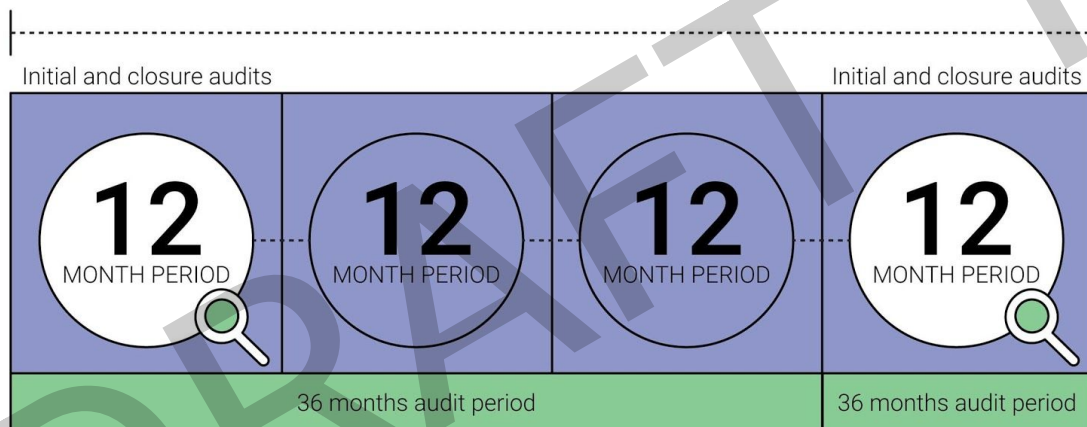 Initial and closure audits
Initial and closure audits
12
MONTH PERIOD
12
MONTH PERIOD
12
MONTH PERIOD
12
MONTH PERIOD
36 months audit period
36 months audit period
DRAFT